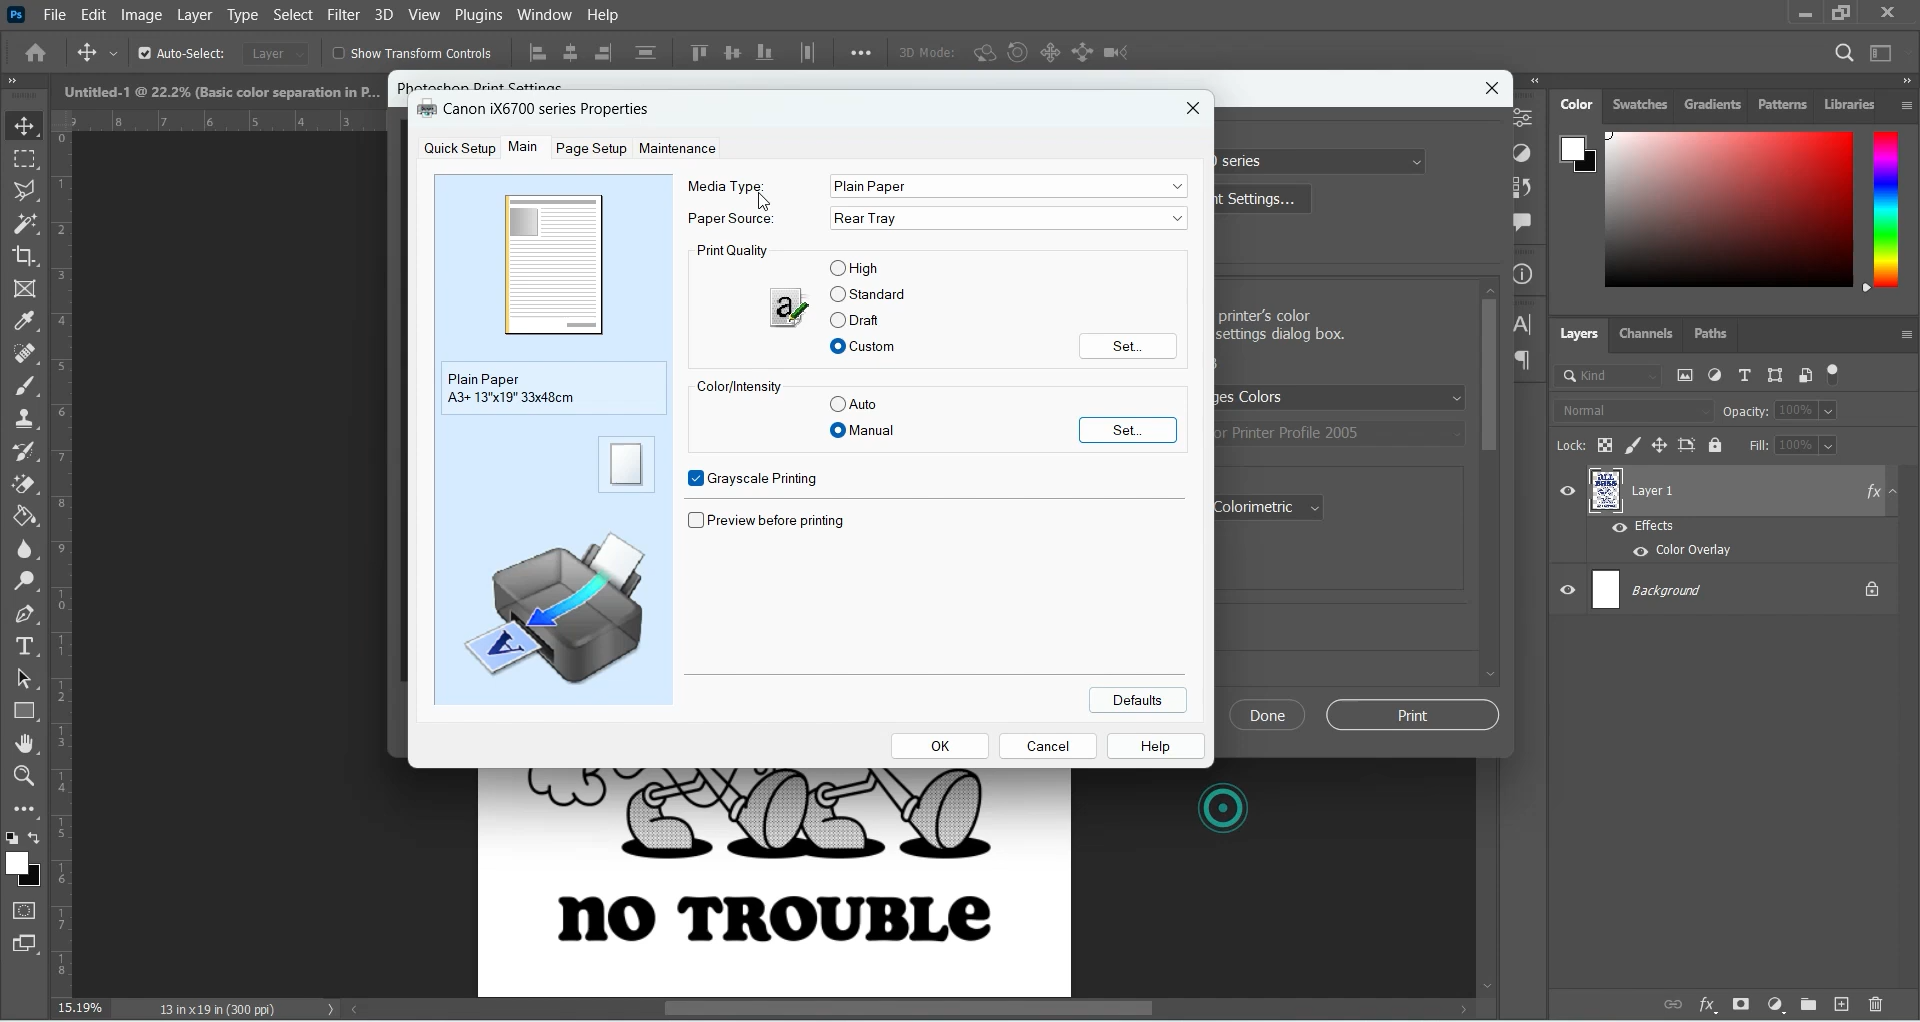 Ps File Edit Image Layer Type Select Filter 3D View Plugins Window Help
Auto-Select: Layer Show Transform Controls 3D Mode:
Untitled-1 @ 22.2% (Basic color separation in P...
Photoshop Print Settings
Canon iX6700 series Properties
Quick Setup Main Page Setup Maintenance
Media Type: Plain Paper
Paper Source: Rear Tray
Print Quality
High
Standard
Draft
Custom Set...
Plain Paper
A3+ 13"x19" 33x48cm
Color/Intensity
Auto
Manual Set...
Grayscale Printing
Preview before printing
Defaults
OK Cancel Help
series
Settings...
printer's color
settings dialog box.
Colors
Printer Profile 2005
Colorimetric
Done Print
NO TROUBLE
15.19% 13 in x 19 in (300 ppi)
Color Swatches Gradients Patterns Libraries
Layers Channels Paths
Kind
Normal Opacity: 100%
Lock: Fill: 100%
Layer 1 fx
Effects
Color Overlay
Background